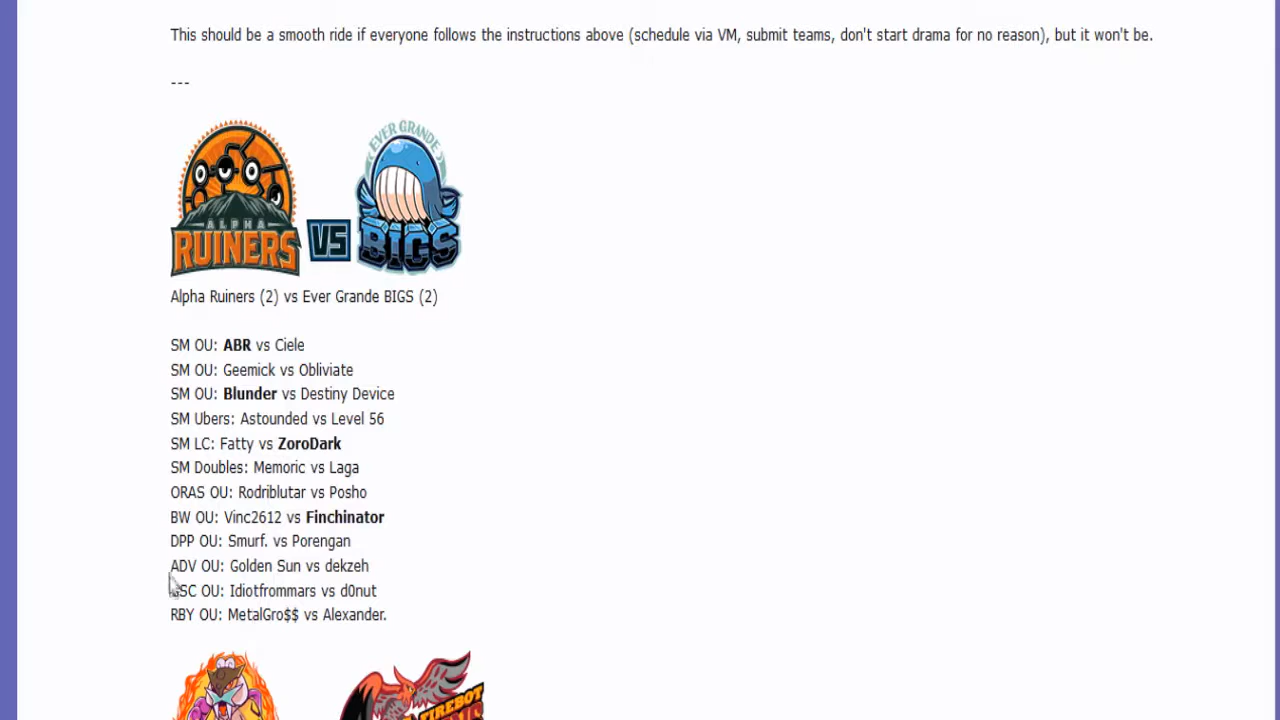 This should be a smooth ride if everyone follows the instructions above (schedule via VM, submit teams, don't start drama for no reason), but it won't be.
---
ALPHA
RUINERS
VS
EVER GRANDE
BIGS
Alpha Ruiners (2) vs Ever Grande BIGS (2)
SM OU: ABR vs Ciele
SM OU: Geemick vs Obliviate
SM OU: Blunder vs Destiny Device
SM Ubers: Astounded vs Level 56
SM LC: Fatty vs ZoroDark
SM Doubles: Memoric vs Laga
ORAS OU: Rodriblutar vs Posho
BW OU: Vinc2612 vs Finchinator
DPP OU: Smurf. vs Porengan
ADV OU: Golden Sun vs dekzeh
GSC OU: Idiotfrommars vs d0nut
RBY OU: MetalGro$$ vs Alexander.
FIREBOT